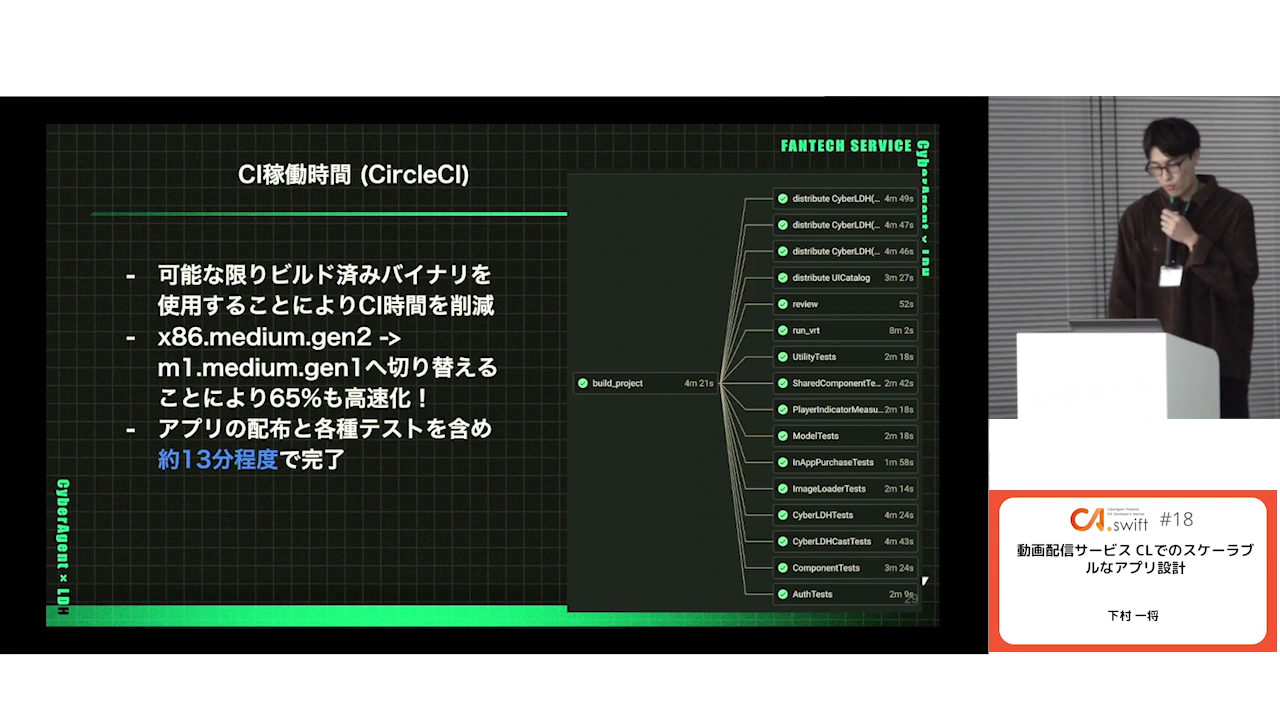 FANTECH SERVICE
CyberAgent × LDH
CI稼働時間 (CircleCI)
- 可能な限りビルド済みバイナリを
使用することによりCI時間を削減
- x86.medium.gen2 ->
m1.medium.gen1へ切り替える
ことにより65%も高速化！
- アプリの配布と各種テストを含め
約13分程度で完了
build_project 4m 21s
distribute CyberLDH(... 4m 49s
distribute CyberLDH(... 4m 47s
distribute CyberLDH(... 4m 46s
distribute UICatalog 3m 27s
review 52s
run_vrt 8m 2s
UtilityTests 2m 18s
SharedComponentTe... 2m 42s
PlayerIndicatorMeasu... 2m 18s
ModelTests 2m 18s
InAppPurchaseTests 1m 58s
ImageLoaderTests 2m 14s
CyberLDHTests 4m 24s
CyberLDHCastTests 4m 43s
ComponentTests 3m 24s
AuthTests 2m 9s
29
CyberAgent × LDH
CA.swift #18
動画配信サービス CLでのスケーラブ
ルなアプリ設計
下村 一将